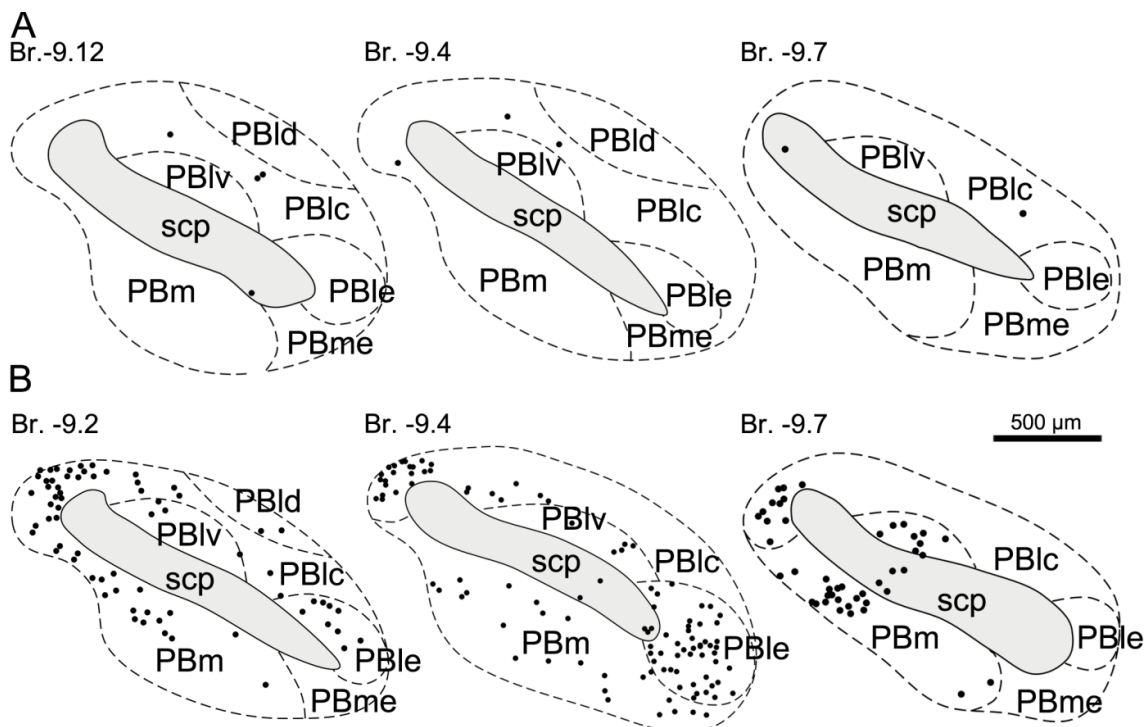 A
Br.-9.12
Br. -9.4
Br. -9.7
PBld
PBld
PBlv
PBlv
PBlv
PBlc
PBlc
PBlc
scp
scp
scp
PBm
PBm
PBm
PBle
PBle
PBle
PBme
PBme
PBme
B
Br. -9.2
Br. -9.4
Br. -9.7
500 µm
PBld
PBlv
PBlv
PBlc
PBlc
PBlc
scp
scp
scp
PBm
PBm
PBm
PBle
PBle
PBle
PBme
PBme